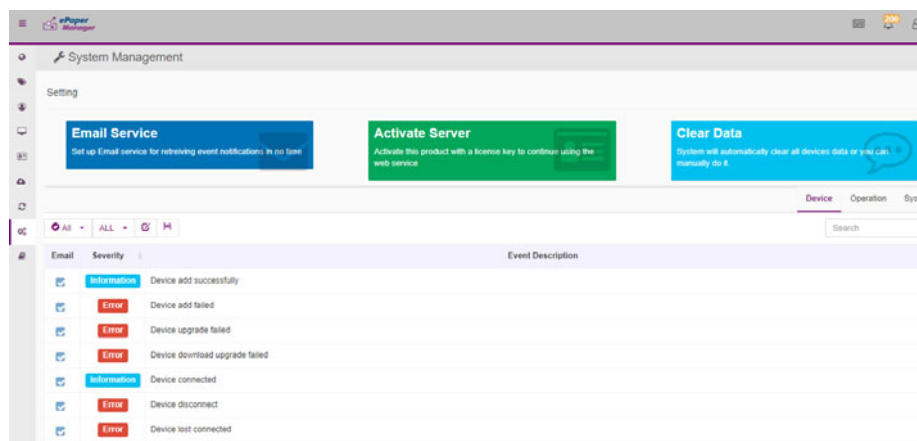 ePaper
Manager
200
System Management
Setting
Email Service
Set up Email service for retreiving event notifications in no time
Activate Server
Activate this product with a license key to continue using the
web service
Clear Data
System will automatically clear all devices data or you can
manually do it.
Device Operation Sys
All ALL
Search
Email Severity Event Description
Information Device add successfully
Error Device add failed
Error Device upgrade failed
Error Device download upgrade failed
Information Device connected
Error Device disconnect
Error Device lost connected